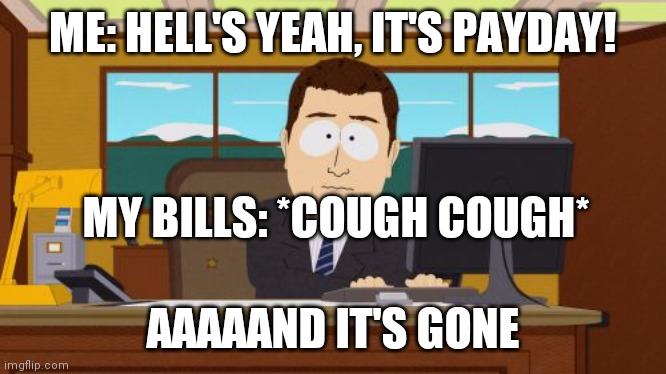 ME: HELL'S YEAH, IT'S PAYDAY!
MY BILLS: *COUGH COUGH*
AAAAAND IT'S GONE
imgflip.com